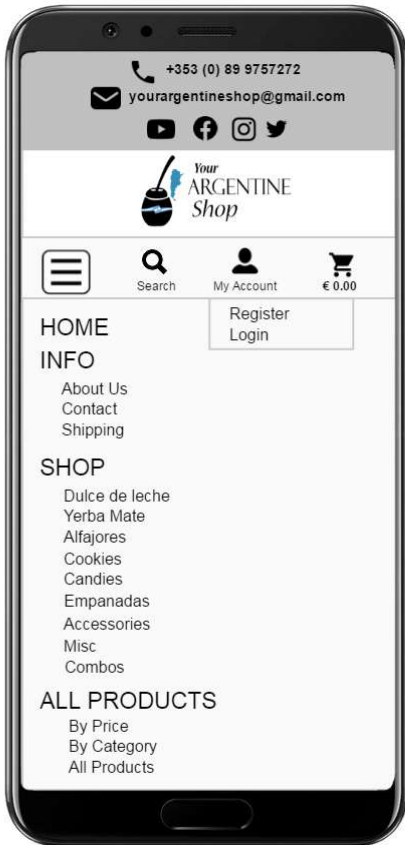 +353 (0) 89 9757272
yourargentineshop@gmail.com
Your
ARGENTINE
Shop
Search
My Account
€ 0.00
Register
Login
HOME
INFO
About Us
Contact
Shipping
SHOP
Dulce de leche
Yerba Mate
Alfajores
Cookies
Candies
Empanadas
Accessories
Misc
Combos
ALL PRODUCTS
By Price
By Category
All Products